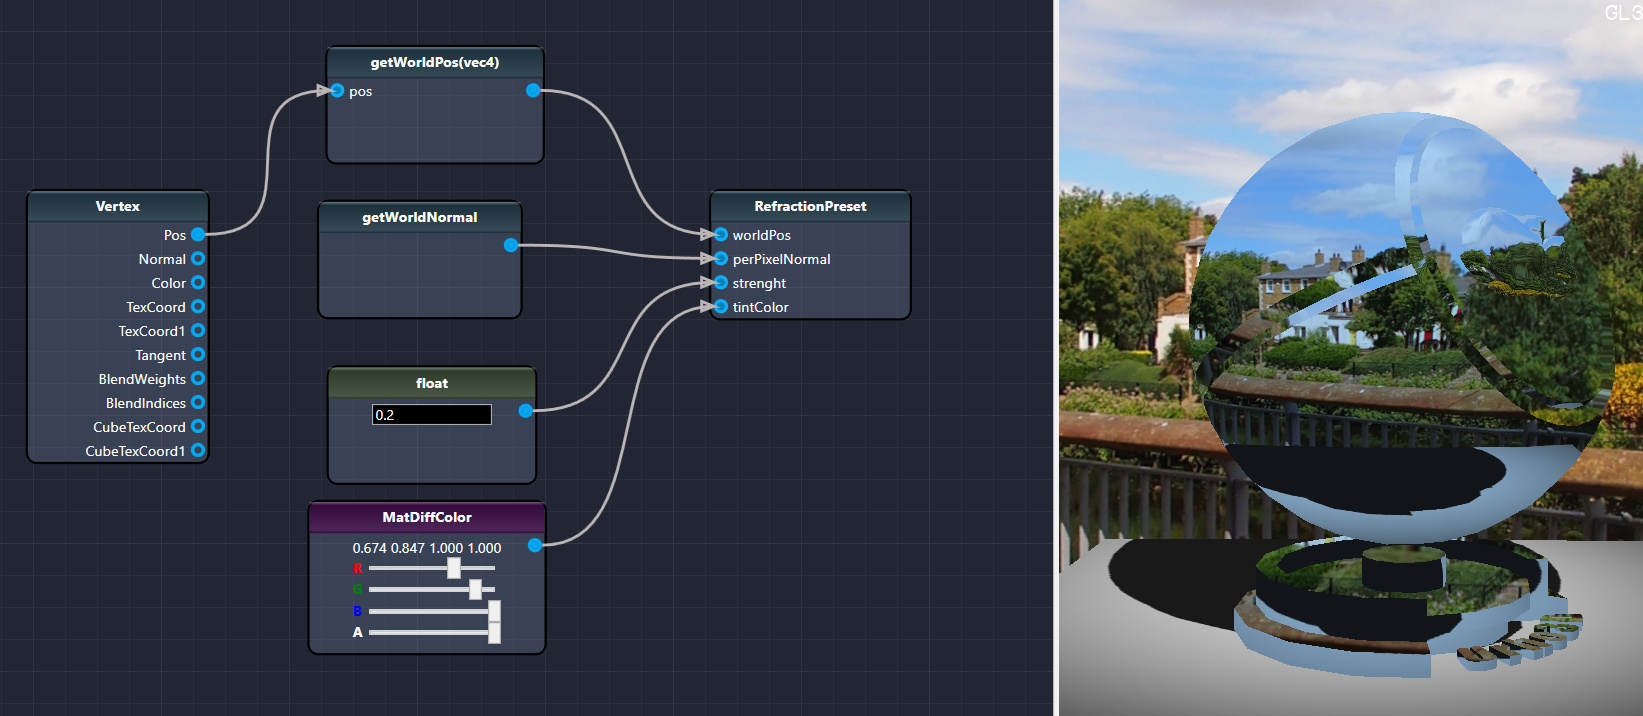 getWorldPos(vec4)
pos
Vertex
Pos
Normal
Color
TexCoord
TexCoord1
Tangent
BlendWeights
BlendIndices
CubeTexCoord
CubeTexCoord1
getWorldNormal
float
0.2
MatDiffColor
0.674 0.847 1.000 1.000
R
G
B
A
RefractionPreset
worldPos
perPixelNormal
strenght
tintColor
GL3